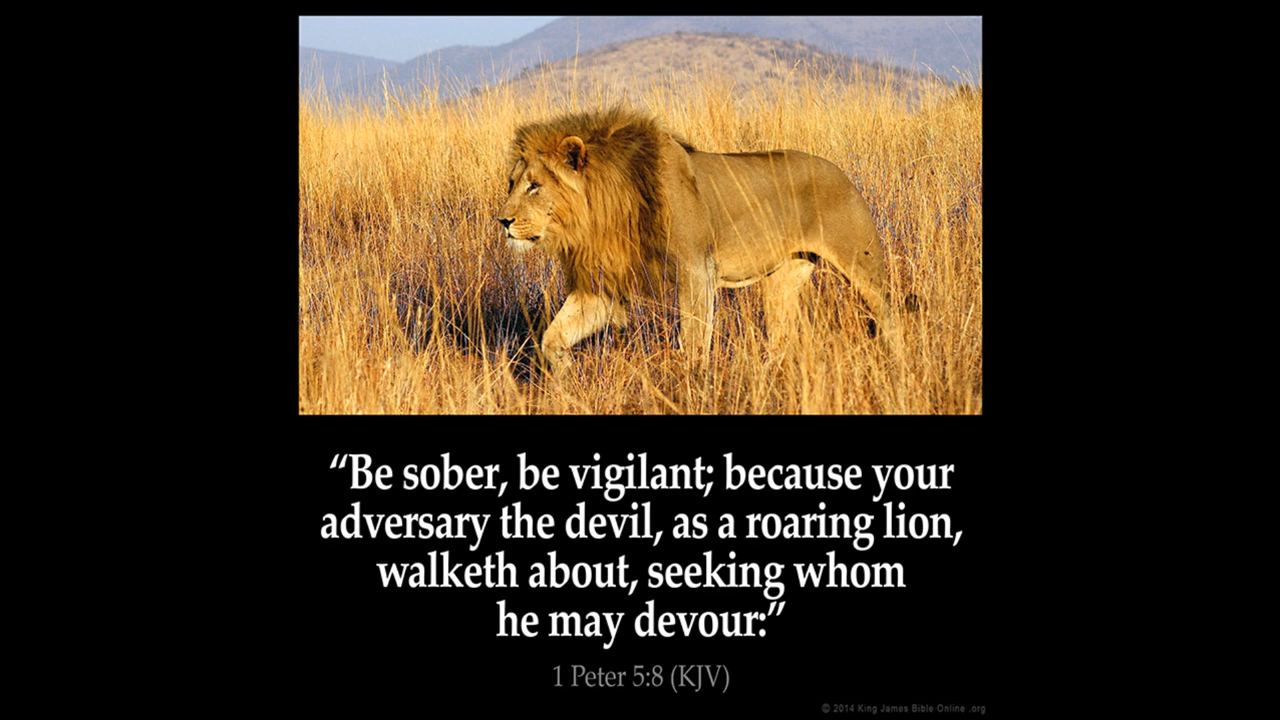 “Be sober, be vigilant; because your
adversary the devil, as a roaring lion,
walketh about, seeking whom
he may devour:”
1 Peter 5:8 (KJV)
© 2014 King James Bible Online .org